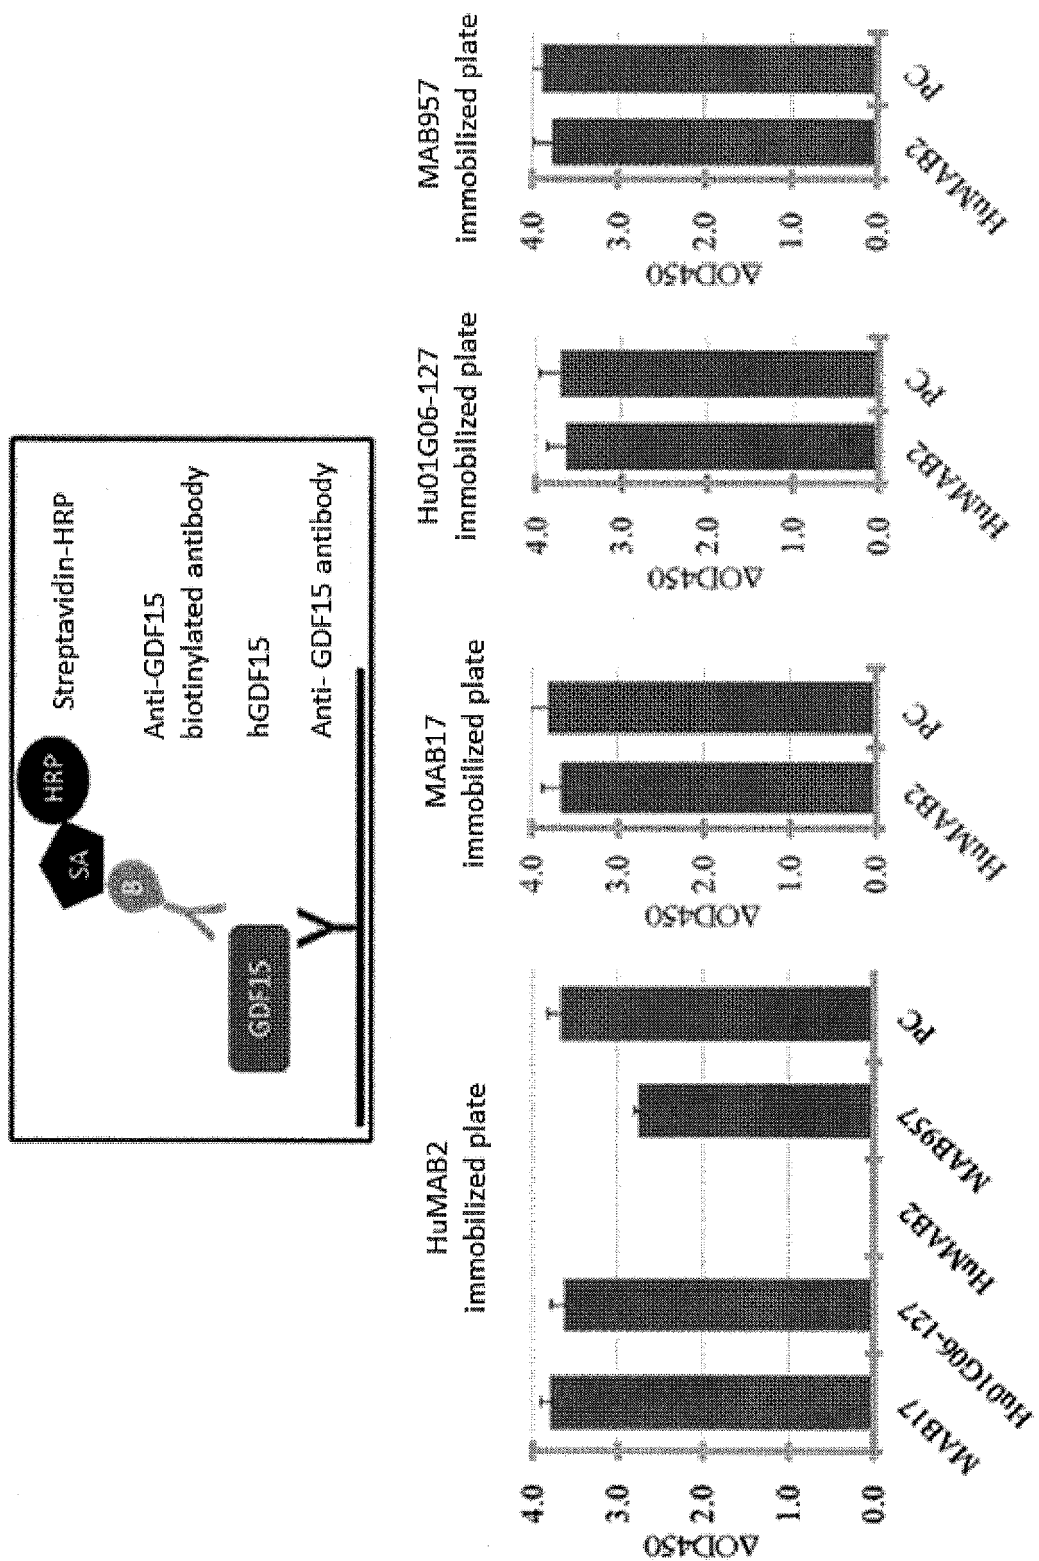 HRP
SA
B
GDF15
Streptavidin-HRP
Anti-GDF15
biotinylated antibody
hGDF15
Anti- GDF15 antibody
HuMAB2
immobilized plate
ΔOD450
4.0
3.0
2.0
1.0
0.0
MAB17
Hu01G06-127
HuMAB2
MAB957
PC
MAB17
immobilized plate
ΔOD450
4.0
3.0
2.0
1.0
0.0
HuMAB2
PC
Hu01G06-127
immobilized plate
ΔOD450
4.0
3.0
2.0
1.0
0.0
HuMAB2
PC
MAB957
immobilized plate
ΔOD450
4.0
3.0
2.0
1.0
0.0
HuMAB2
PC